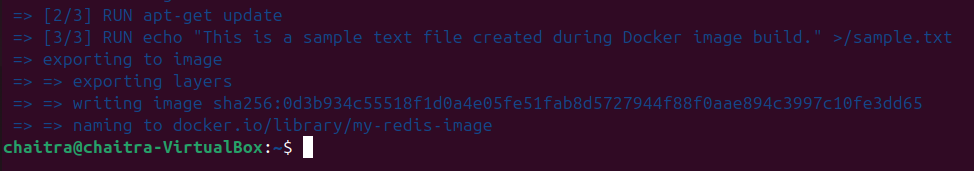 => [2/3] RUN apt-get update
=> [3/3] RUN echo "This is a sample text file created during Docker image build." >/sample.txt
=> exporting to image
=> => exporting layers
=> => writing image sha256:0d3b934c55518f1d0a4e05fe51fab8d5727944f88f0aae894c3997c10fe3dd65
=> => naming to docker.io/library/my-redis-image
chaitra@chaitra-VirtualBox:~$